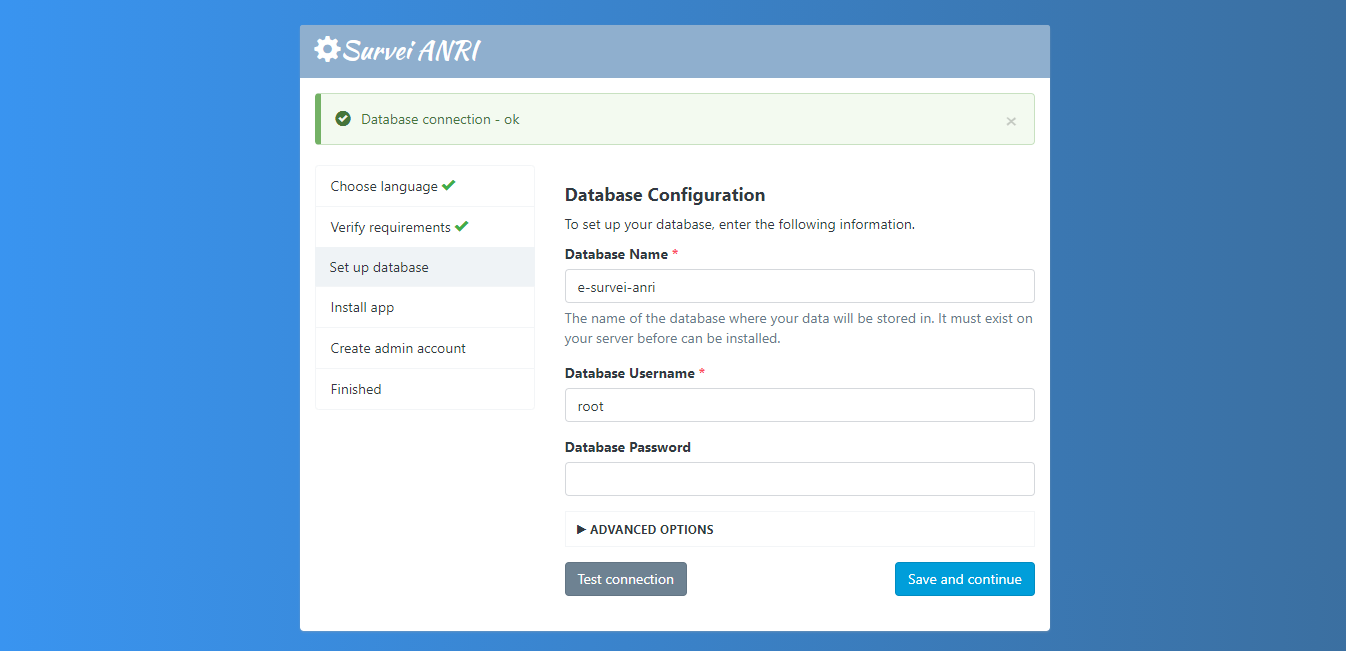 Survei ANRI
Database connection - ok
×
Choose language
Verify requirements
Set up database
Install app
Create admin account
Finished
Database Configuration
To set up your database, enter the following information.
Database Name *
e-survei-anri
The name of the database where your data will be stored in. It must exist on
your server before can be installed.
Database Username *
root
Database Password
ADVANCED OPTIONS
Test connection
Save and continue